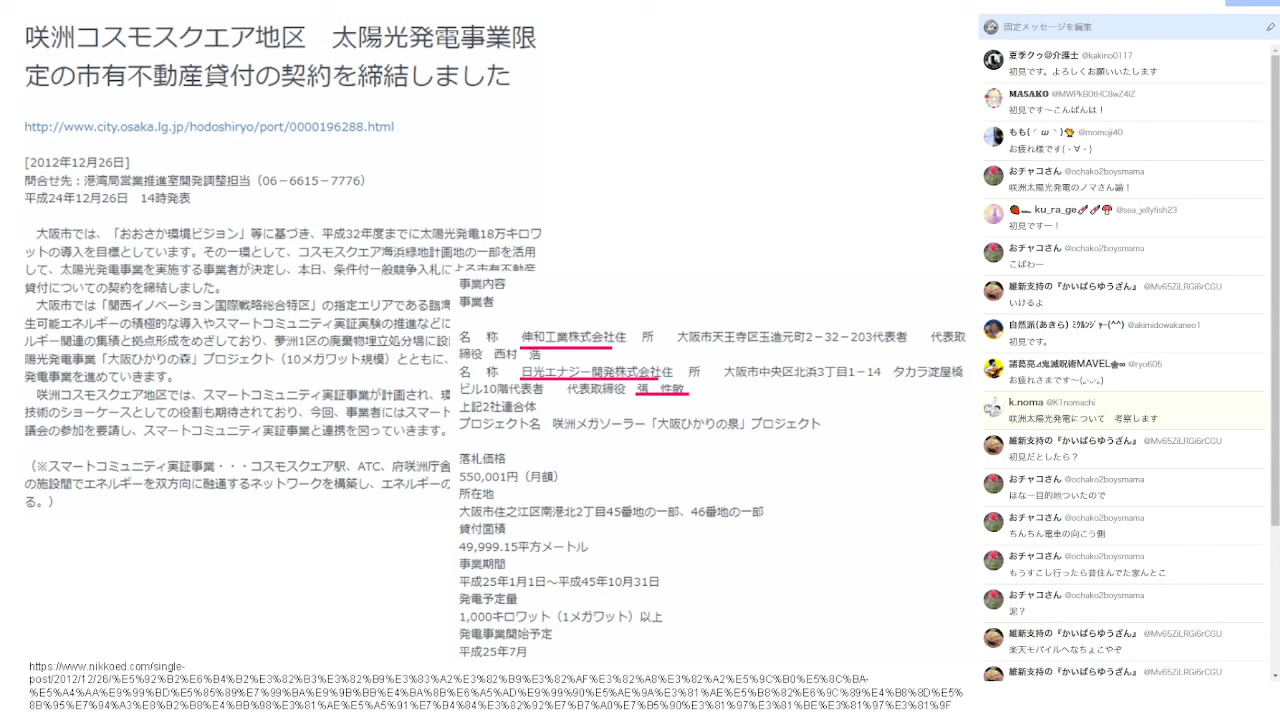 咲洲コスモスクエア地区　太陽光発電事業限
定の市有不動産貸付の契約を締結しました
http://www.city.osaka.lg.jp/hodoshiryo/port/0000196288.html
[2012年12月26日]
問合せ先：港湾局営業推進室開発調整担当（06－6615－7776）
平成24年12月26日　14時発表
　大阪市では、「おおさか環境ビジョン」等に基づき、平成32年度までに太陽光発電18万キロワ
ットの導入を目標としています。その一環として、コスモスクエア海浜緑地計画地の一部を活用
して、太陽光発電事業を実施する事業者が決定し、本日、条件付一般競争入札による市有不動産
貸付についての契約を締結しました。
　大阪市では「関西イノベーション国際戦略総合特区」の指定エリアである臨海
生可能エネルギーの積極的な導入やスマートコミュニティ実証実験の推進などに
ルギー関連の集積と拠点形成をめざしており、夢洲1区の廃棄物埋立処分場に設
陽光発電事業「大阪ひかりの森」プロジェクト（10メガワット規模）とともに、
発電事業を進めていきます。
　咲洲コスモスクエア地区では、スマートコミュニティ実証事業が計画され、環
技術のショーケースとしての役割も期待されており、今回、事業者にはスマート
議会の参加を要請し、スマートコミュニティ実証事業と連携を図っていきます。
（※スマートコミュニティ実証事業・・・コスモスクエア駅、ATC、府咲洲庁舎
の施設間でエネルギーを双方向に融通するネットワークを構築し、エネルギーの
る。）
事業内容
事業者
名　称　　伸和工業株式会社住　所　　大阪市天王寺区玉造元町2－32－203代表者　　代表取
締役　西村　浩
名　称　　日光エナジー開発株式会社住　所　　大阪市中央区北浜3丁目1－14　タカラ淀屋橋
ビル10階代表者　　代表取締役　張　性敏
上記2社連合体
プロジェクト名　咲洲メガソーラー「大阪ひかりの泉」プロジェクト
落札価格
550,001円（月額）
所在地
大阪市住之江区南港北2丁目45番地の一部、46番地の一部
貸付面積
49,999.15平方メートル
事業期間
平成25年1月1日～平成45年10月31日
発電予定量
1,000キロワット（1メガワット）以上
発電事業開始予定
平成25年7月
https://www.nikkoed.com/single-
固定メッセージを編集
夏季クゥ@介護士 @kakino0117
初見です。よろしくお願いいたします
MASAKO @MWPkB0tHC8wZ4lZ
初見です～こんばんは！
もも( ´ ω ` )🐤 @momoji40
お疲れ様です(・∀・)
おチャコさん @ochako2boysmama
咲洲太陽光発電のノマさん論！
ku_ra_ge @sea_jellyfish23
初見ですー！
おチャコさん @ochako2boysmama
こばわー
維新支持の『かいばらゆうざん』 @Mv65ZiLRGi6rCGU
いけるよ
自然派(あきら) ﾐｸﾙﾝｼﾞｬｰ(^^) @akimidowakaneo1
初見です。
諸葛亮⊿鬼滅呪術MAVEL∞ @ryo605
お疲れさまです～(｡ᵕᴗᵕ｡)
k.noma @K1nomachi
咲洲太陽光発電について　考察します
維新支持の『かいばらゆうざん』 @Mv65ZiLRGi6rCGU
初見だとしたら？
おチャコさん @ochako2boysmama
ほな一目的地ついたので
おチャコさん @ochako2boysmama
ちんちん電車の向こう側
おチャコさん @ochako2boysmama
もうすこし行ったら昔住んでた家んとこ
おチャコさん @ochako2boysmama
泥？
維新支持の『かいばらゆうざん』 @Mv65ZiLRGi6rCGU
楽天モバイルへなちょこやぞ
維新支持の『かいばらゆうざん』 @Mv65ZiLRGi6rCGU